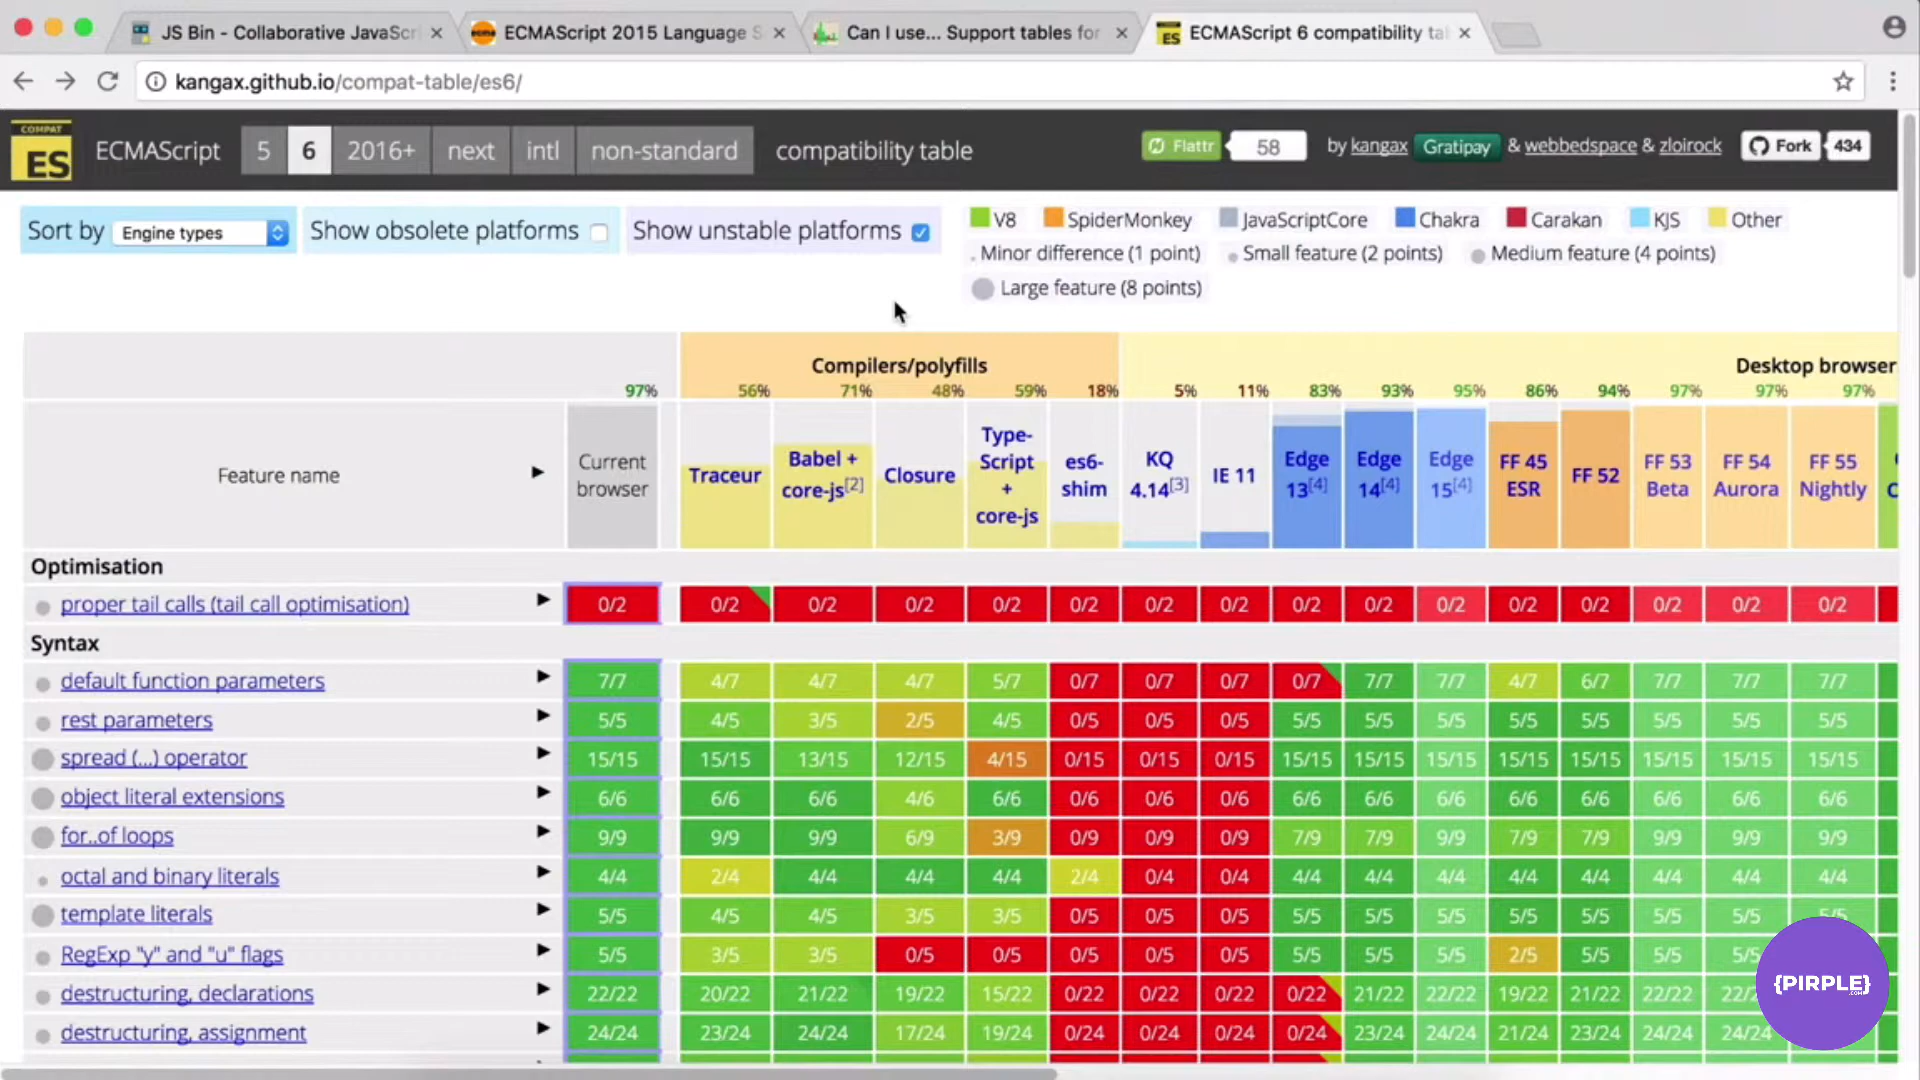 JS Bin - Collaborative JavaScri
ECMAScript 2015 Language S
Can I use... Support tables for
ECMAScript 6 compatibility ta
kangax.github.io/compat-table/es6/
COMPAT
ES
ECMAScript 5 6 2016+ next intl non-standard compatibility table
Flattr 58 by kangax Gratipay & webbedspace & zloirock Fork 434
Sort by Engine types Show obsolete platforms Show unstable platforms
V8 SpiderMonkey JavaScriptCore Chakra Carakan KJS Other
Minor difference (1 point) Small feature (2 points) Medium feature (4 points)
Large feature (8 points)
Compilers/polyfills Desktop browser
97% 56% 71% 48% 59% 18% 5% 11% 83% 93% 95% 86% 94% 97% 97% 97%
Feature name
Current browser
Traceur
Babel + core-js[2]
Closure
Type-Script + core-js
es6-shim
KQ 4.14[3]
IE 11
Edge 13[4]
Edge 14[4]
Edge 15[4]
FF 45 ESR
FF 52
FF 53 Beta
FF 54 Aurora
FF 55 Nightly
Optimisation
proper tail calls (tail call optimisation) 0/2 0/2 0/2 0/2 0/2 0/2 0/2 0/2 0/2 0/2 0/2 0/2 0/2 0/2 0/2 0/2
Syntax
default function parameters 7/7 4/7 4/7 4/7 5/7 0/7 0/7 0/7 0/7 7/7 7/7 4/7 6/7 7/7 7/7 7/7
rest parameters 5/5 4/5 3/5 2/5 4/5 0/5 0/5 0/5 5/5 5/5 5/5 5/5 5/5 5/5 5/5 5/5
spread (...) operator 15/15 15/15 13/15 12/15 4/15 0/15 0/15 0/15 15/15 15/15 15/15 15/15 15/15 15/15 15/15 15/15
object literal extensions 6/6 6/6 6/6 4/6 6/6 0/6 0/6 0/6 6/6 6/6 6/6 6/6 6/6 6/6 6/6 6/6
for..of loops 9/9 9/9 9/9 6/9 3/9 0/9 0/9 0/9 7/9 7/9 9/9 7/9 7/9 9/9 9/9 9/9
octal and binary literals 4/4 2/4 4/4 4/4 4/4 2/4 0/4 0/4 4/4 4/4 4/4 4/4 4/4 4/4 4/4 4/4
template literals 5/5 4/5 4/5 3/5 3/5 0/5 0/5 0/5 5/5 5/5 5/5 5/5 5/5 5/5 5/5 5/5
RegExp "y" and "u" flags 5/5 3/5 3/5 0/5 0/5 0/5 0/5 0/5 5/5 5/5 5/5 2/5 5/5 5/5 5/5
destructuring, declarations 22/22 20/22 21/22 19/22 15/22 0/22 0/22 0/22 0/22 21/22 22/22 19/22 21/22 22/22 22/2
destructuring, assignment 24/24 23/24 24/24 17/24 19/24 0/24 0/24 0/24 0/24 23/24 24/24 21/24 23/24 24/24 24/24
{PIRPLE}
.COM